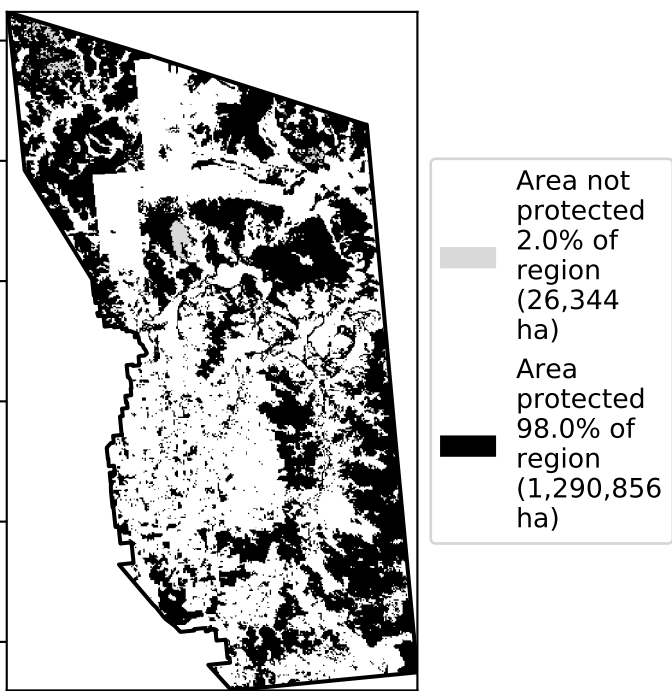 Area not
protected
2.0% of
region
(26,344
ha)
Area
protected
98.0% of
region
(1,290,856
ha)